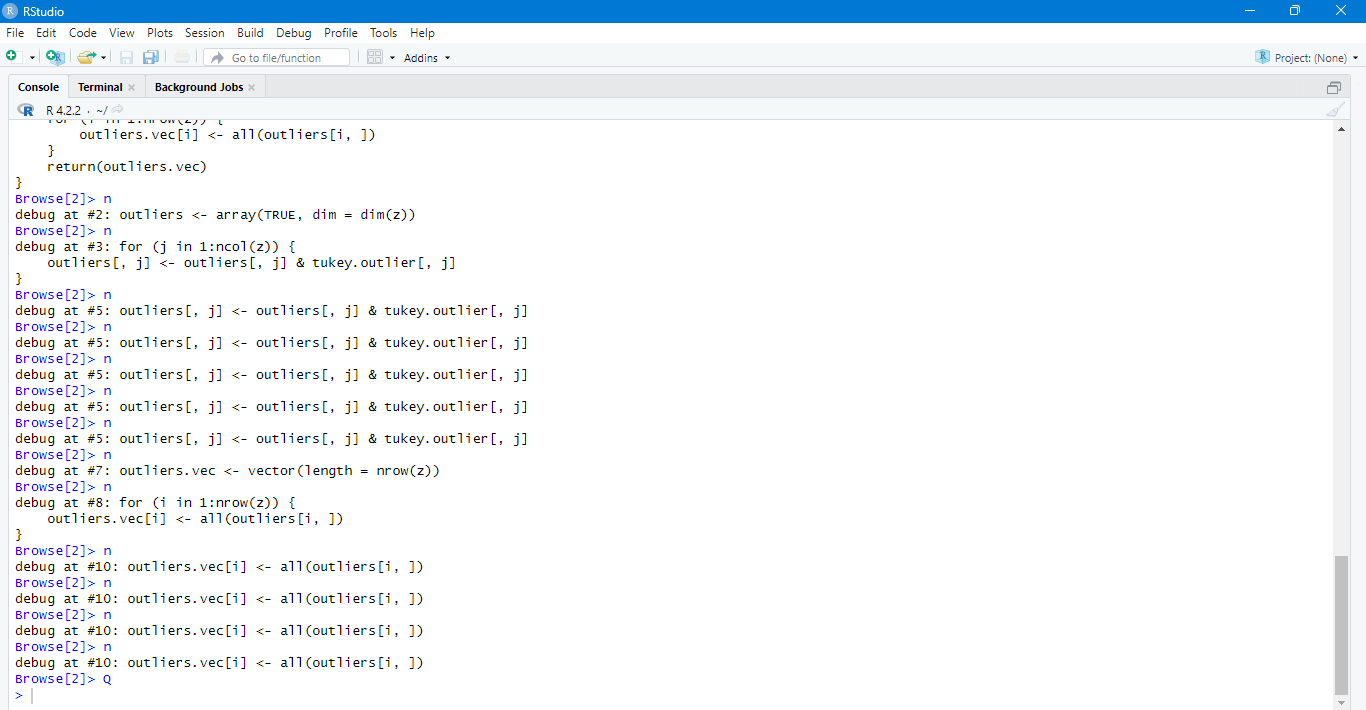 RStudio
File Edit Code View Plots Session Build Debug Profile Tools Help
Go to file/function Addins Project: (None)
Console Terminal Background Jobs
R 4.2.2 · ~/
outliers.vec[i] <- all(outliers[i, ])
}
return(outliers.vec)
}
Browse[2]> n
debug at #2: outliers <- array(TRUE, dim = dim(z))
Browse[2]> n
debug at #3: for (j in 1:ncol(z)) {
outliers[, j] <- outliers[, j] & tukey.outlier[, j]
}
Browse[2]> n
debug at #5: outliers[, j] <- outliers[, j] & tukey.outlier[, j]
Browse[2]> n
debug at #5: outliers[, j] <- outliers[, j] & tukey.outlier[, j]
Browse[2]> n
debug at #5: outliers[, j] <- outliers[, j] & tukey.outlier[, j]
Browse[2]> n
debug at #5: outliers[, j] <- outliers[, j] & tukey.outlier[, j]
Browse[2]> n
debug at #5: outliers[, j] <- outliers[, j] & tukey.outlier[, j]
Browse[2]> n
debug at #7: outliers.vec <- vector(length = nrow(z))
Browse[2]> n
debug at #8: for (i in 1:nrow(z)) {
outliers.vec[i] <- all(outliers[i, ])
}
Browse[2]> n
debug at #10: outliers.vec[i] <- all(outliers[i, ])
Browse[2]> n
debug at #10: outliers.vec[i] <- all(outliers[i, ])
Browse[2]> n
debug at #10: outliers.vec[i] <- all(outliers[i, ])
Browse[2]> n
debug at #10: outliers.vec[i] <- all(outliers[i, ])
Browse[2]> Q
>